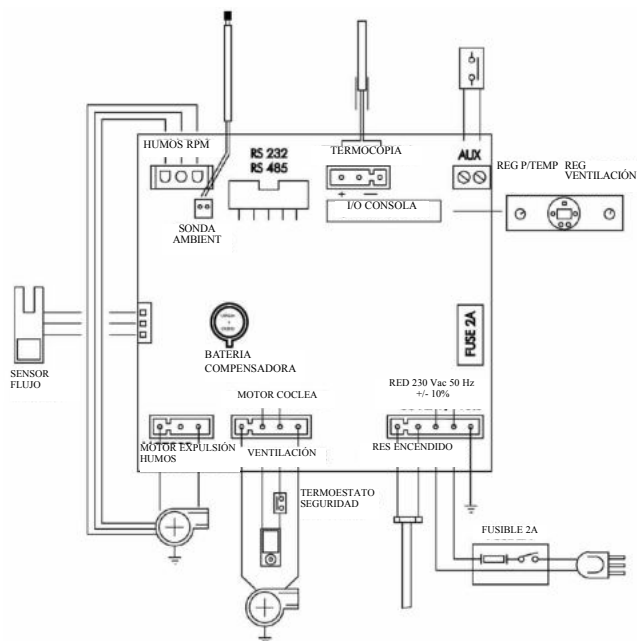 HUMOS RPM
RS 232
RS 485
TERMOCOPIA
+ —
AUX
REG P/TEMP REG
VENTILACIÓN
I/O CONSOLA
SONDA
AMBIENT
SENSOR
FLUJO
BATERIA
COMPENSADORA
FUSE 2A
MOTOR COCLEA
RED 230 Vac 50 Hz
+/- 10%
MOTOR EXPULSIÓN
HUMOS
VENTILACIÓN
RES ENCENDIDO
TERMOESTATO
SEGURIDAD
FUSIBLE 2A